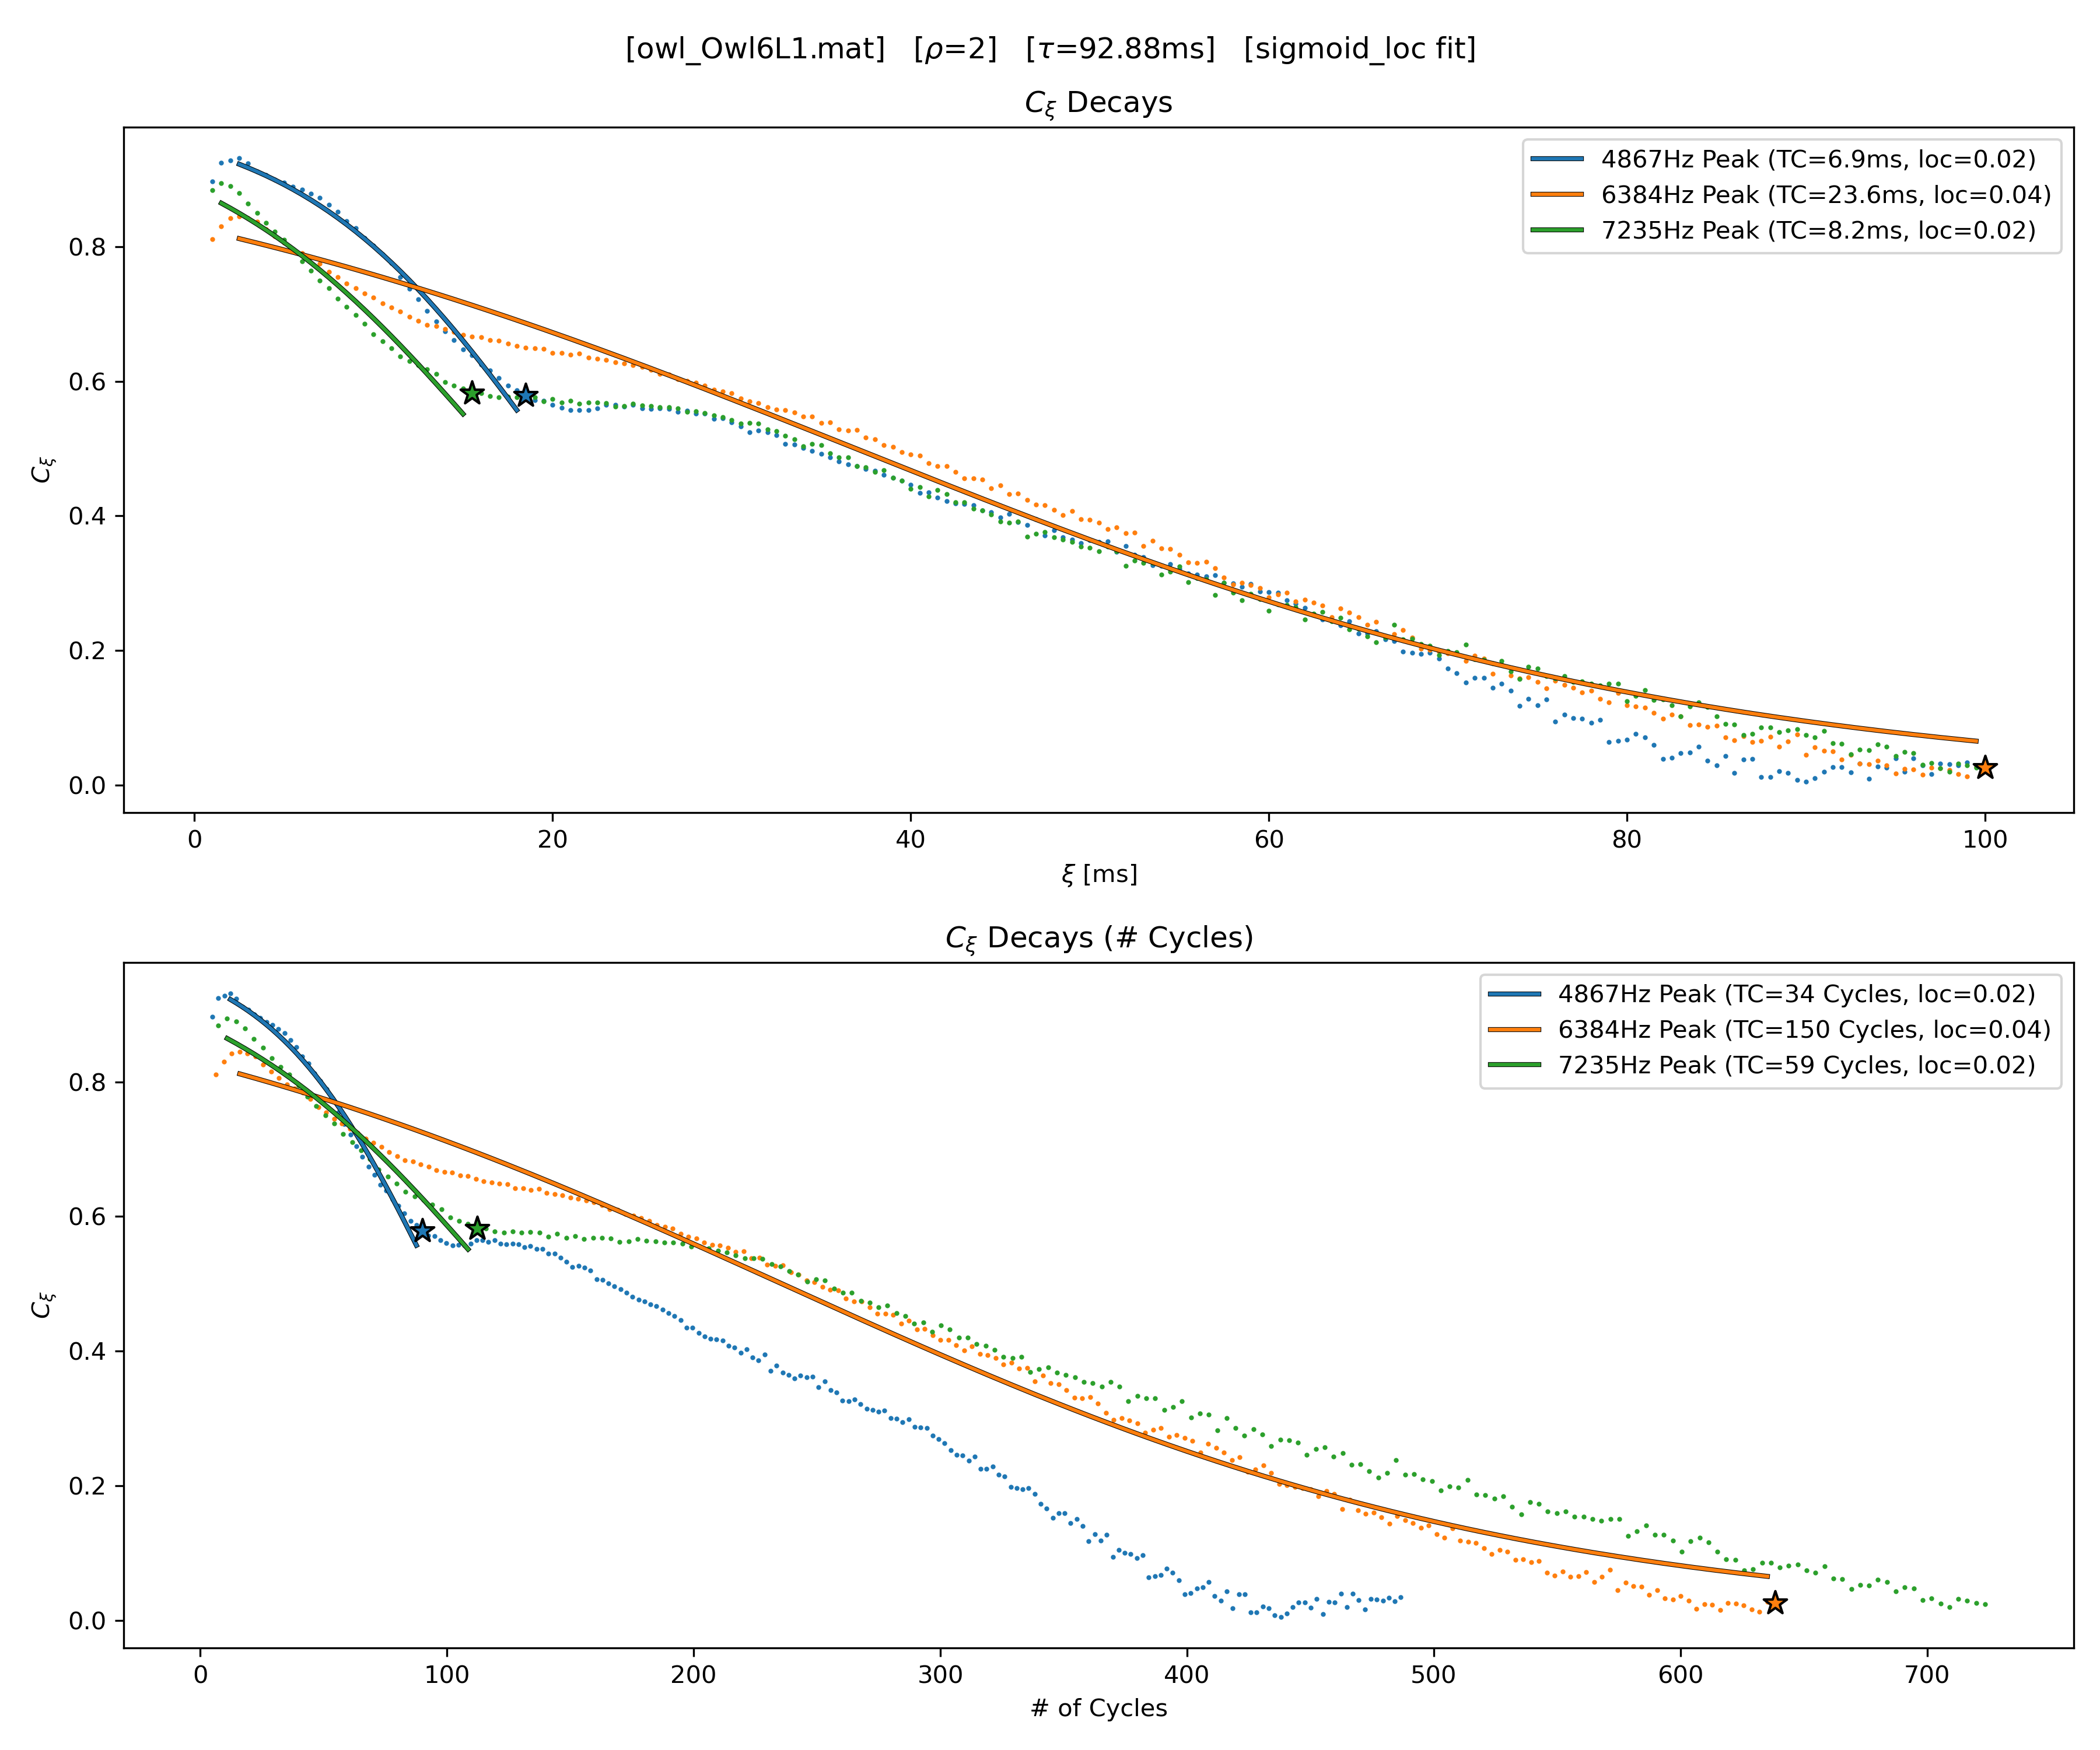 [owl_Owl6L1.mat] [ρ=2] [τ=92.88ms] [sigmoid_loc fit]
C_ξ Decays
4867Hz Peak (TC=6.9ms, loc=0.02)
6384Hz Peak (TC=23.6ms, loc=0.04)
7235Hz Peak (TC=8.2ms, loc=0.02)
0.8
0.6
0.4
0.2
0.0
C_ξ
0 20 40 60 80 100
ξ [ms]
C_ξ Decays (# Cycles)
4867Hz Peak (TC=34 Cycles, loc=0.02)
6384Hz Peak (TC=150 Cycles, loc=0.04)
7235Hz Peak (TC=59 Cycles, loc=0.02)
0.8
0.6
0.4
0.2
0.0
C_ξ
0 100 200 300 400 500 600 700
# of Cycles